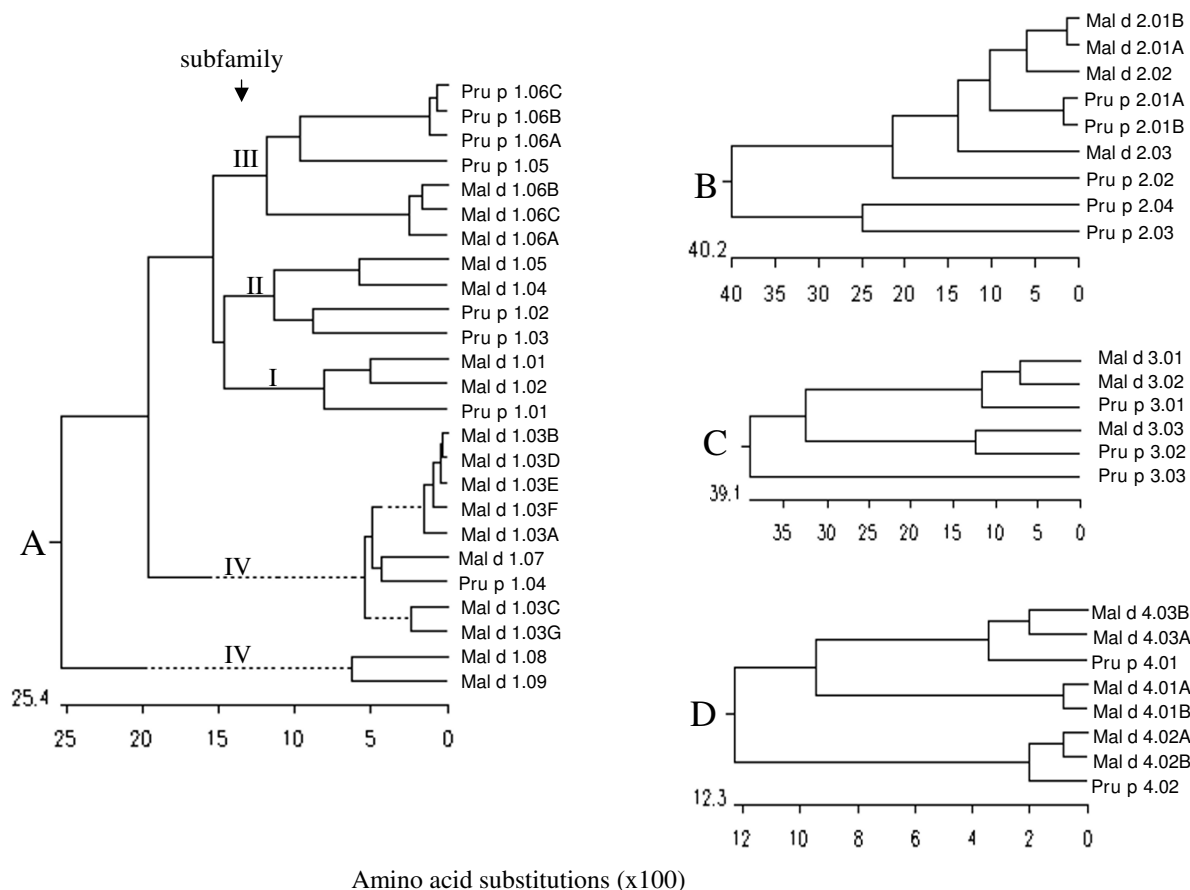 subfamily
Pru p 1.06C
Pru p 1.06B
Pru p 1.06A
III
Pru p 1.05
Mal d 1.06B
Mal d 1.06C
Mal d 1.06A
Mal d 1.05
II
Mal d 1.04
Pru p 1.02
Pru p 1.03
Mal d 1.01
I
Mal d 1.02
Pru p 1.01
Mal d 1.03B
Mal d 1.03D
Mal d 1.03E
Mal d 1.03F
Mal d 1.03A
A
Mal d 1.07
IV
Pru p 1.04
Mal d 1.03C
Mal d 1.03G
IV
Mal d 1.08
Mal d 1.09
25.4
25 20 15 10 5 0
Mal d 2.01B
Mal d 2.01A
Mal d 2.02
Pru p 2.01A
Pru p 2.01B
Mal d 2.03
B
Pru p 2.02
Pru p 2.04
Pru p 2.03
40.2
40 35 30 25 20 15 10 5 0
Mal d 3.01
Mal d 3.02
Pru p 3.01
Mal d 3.03
C
Pru p 3.02
Pru p 3.03
39.1
35 30 25 20 15 10 5 0
Mal d 4.03B
Mal d 4.03A
Pru p 4.01
Mal d 4.01A
D
Mal d 4.01B
Mal d 4.02A
Mal d 4.02B
Pru p 4.02
12.3
12 10 8 6 4 2 0
Amino acid substitutions (x100)